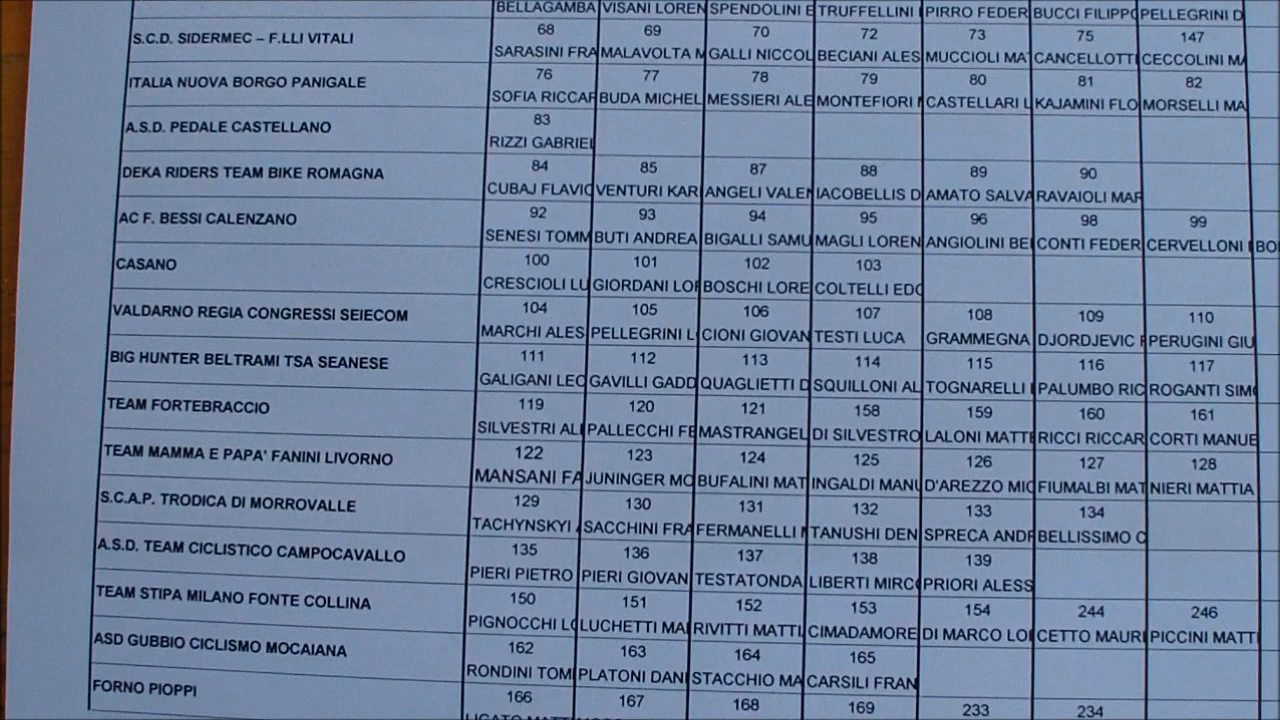 BELLAGAMBA VISANI LOREN SPENDOLINI E TRUFFELLINI PIRRO FEDER BUCCI FILIPPO PELLEGRINI D
S.C.D. SIDERMEC – F.LLI VITALI 68 69 70 72 73 75 147
SARASINI FRA MALAVOLTA M GALLI NICCOL BECIANI ALES MUCCIOLI MA CANCELLOTTI CECCOLINI MA
ITALIA NUOVA BORGO PANIGALE 76 77 78 79 80 81 82
SOFIA RICCAR BUDA MICHEL MESSIERI ALE MONTEFIORI CASTELLARI L KAJAMINI FLO MORSELLI MA
A.S.D. PEDALE CASTELLANO 83
RIZZI GABRIEL
DEKA RIDERS TEAM BIKE ROMAGNA 84 85 87 88 89 90
CUBAJ FLAVIO VENTURI KAR ANGELI VALEN IACOBELLIS D AMATO SALVA RAVAIOLI MAR
AC F. BESSI CALENZANO 92 93 94 95 96 98 99
SENESI TOMM BUTI ANDREA BIGALLI SAMU MAGLI LOREN ANGIOLINI BE CONTI FEDER CERVELLONI BO
CASANO 100 101 102 103
CRESCIOLI LU GIORDANI LOR BOSCHI LORE COLTELLI EDO
VALDARNO REGIA CONGRESSI SEIECOM 104 105 106 107 108 109 110
MARCHI ALES PELLEGRINI L CIONI GIOVAN TESTI LUCA GRAMMEGNA DJORDJEVIC PERUGINI GIU
BIG HUNTER BELTRAMI TSA SEANESE 111 112 113 114 115 116 117
GALIGANI LEO GAVILLI GADD QUAGLIETTI D SQUILLONI AL TOGNARELLI PALUMBO RIC ROGANTI SIM
TEAM FORTEBRACCIO 119 120 121 158 159 160 161
SILVESTRI AL PALLECCHI FE MASTRANGEL DI SILVESTRO LALONI MATT RICCI RICCAR CORTI MANUE
TEAM MAMMA E PAPA' FANINI LIVORNO 122 123 124 125 126 127 128
MANSANI FA JUNINGER MO BUFALINI MAT INGALDI MANU D'AREZZO MIC FIUMALBI MAT NIERI MATTIA
S.C.A.P. TRODICA DI MORROVALLE 129 130 131 132 133 134
TACHYNSKYI SACCHINI FRA FERMANELLI TANUSHI DEN SPRECA ANDR BELLISSIMO C
A.S.D. TEAM CICLISTICO CAMPOCAVALLO 135 136 137 138 139
PIERI PIETRO PIERI GIOVAN TESTATONDA LIBERTI MIRC PRIORI ALESS
TEAM STIPA MILANO FONTE COLLINA 150 151 152 153 154 244 246
PIGNOCCHI LO LUCHETTI MA RIVITTI MATTI CIMADAMORE DI MARCO LO CETTO MAURI PICCINI MATT
ASD GUBBIO CICLISMO MOCAIANA 162 163 164 165
RONDINI TOM PLATONI DAN STACCHIO MA CARSILI FRAN
FORNO PIOPPI 166 167 168 169 233 234